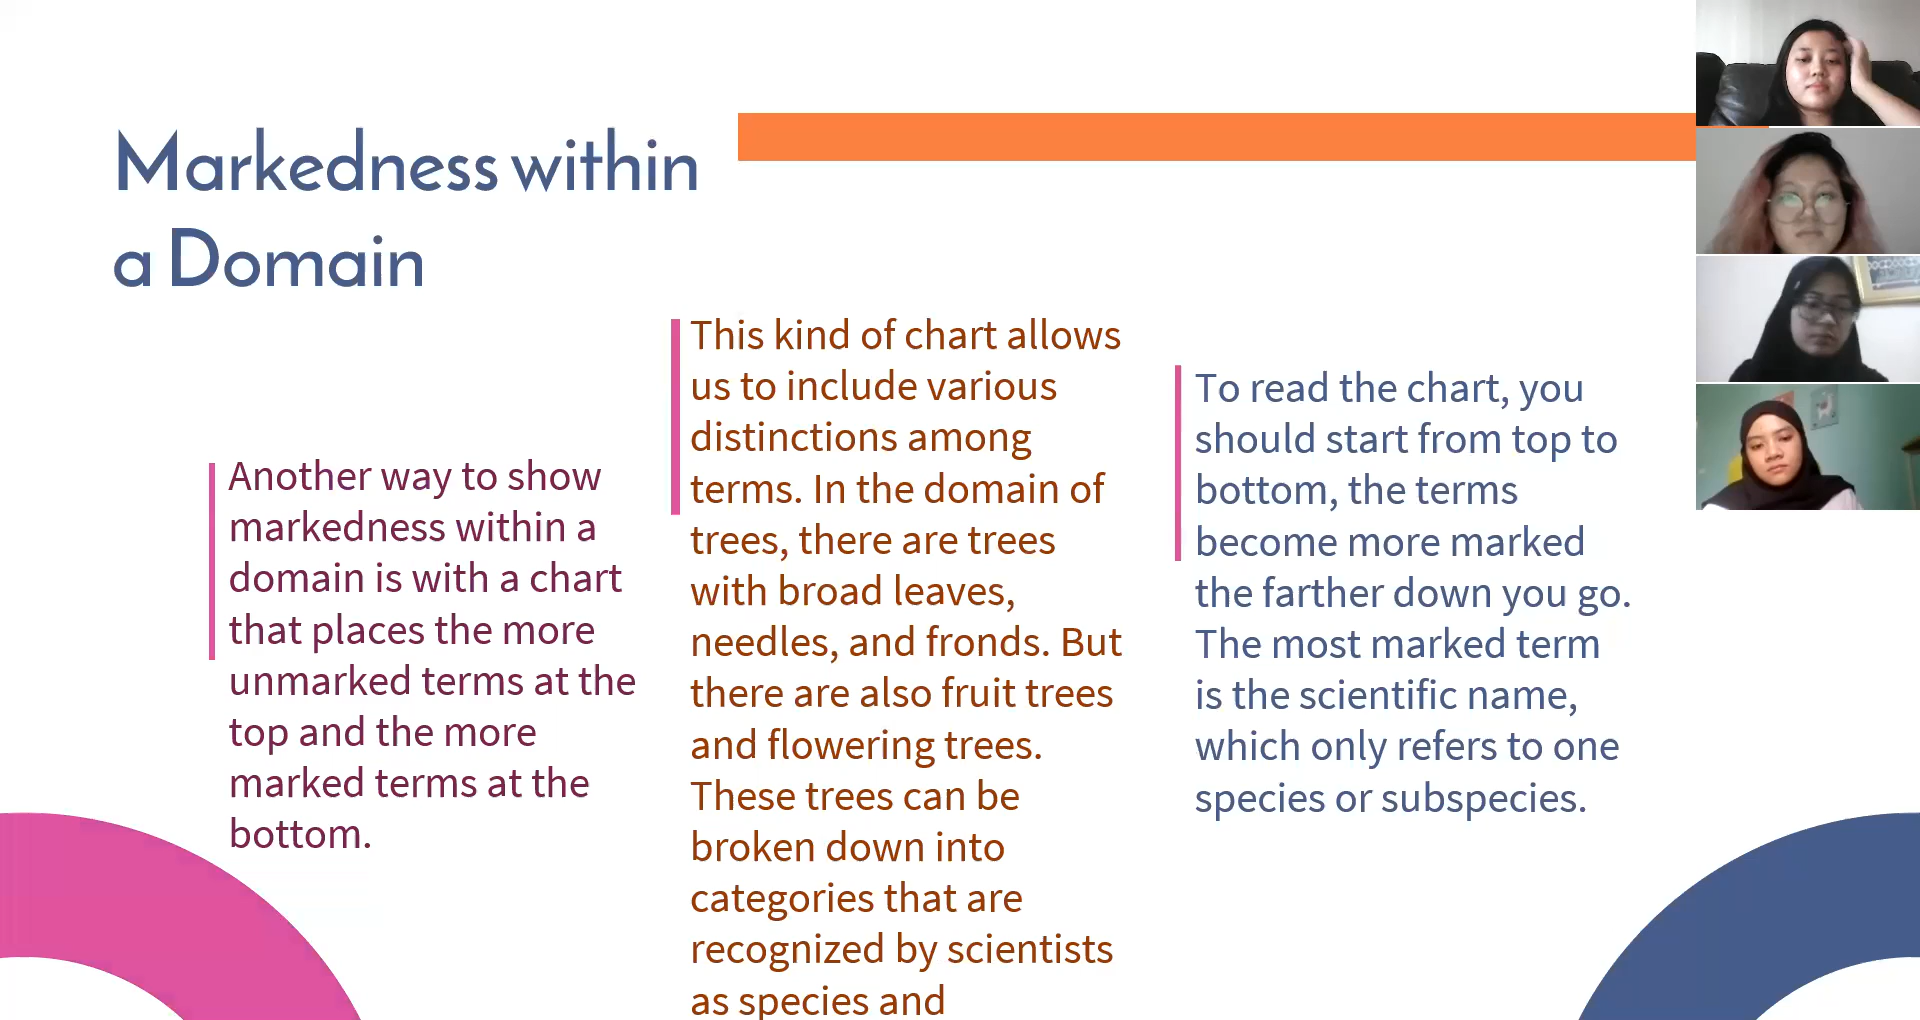 Markedness within
a Domain
Another way to show
markedness within a
domain is with a chart
that places the more
unmarked terms at the
top and the more
marked terms at the
bottom.
This kind of chart allows
us to include various
distinctions among
terms. In the domain of
trees, there are trees
with broad leaves,
needles, and fronds. But
there are also fruit trees
and flowering trees.
These trees can be
broken down into
categories that are
recognized by scientists
as species and
To read the chart, you
should start from top to
bottom, the terms
become more marked
the farther down you go.
The most marked term
is the scientific name,
which only refers to one
species or subspecies.